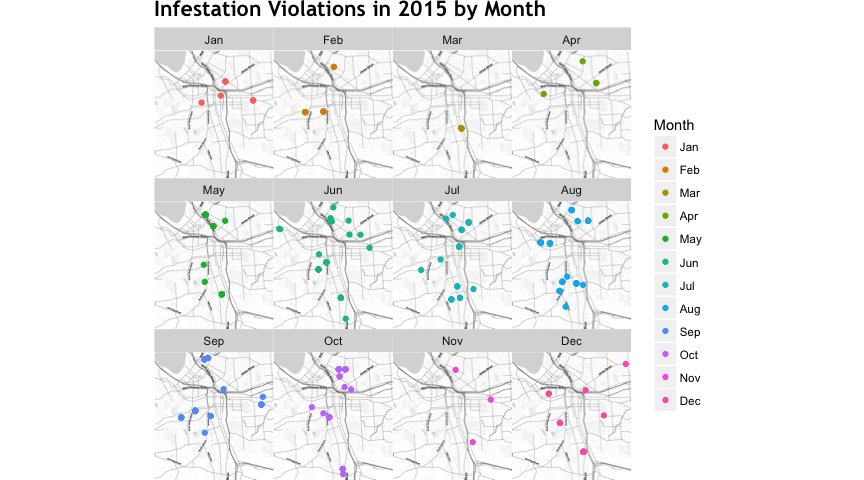 Infestation Violations in 2015 by Month
Jan Feb Mar Apr
May Jun Jul Aug
Sep Oct Nov Dec
Month
Jan
Feb
Mar
Apr
May
Jun
Jul
Aug
Sep
Oct
Nov
Dec